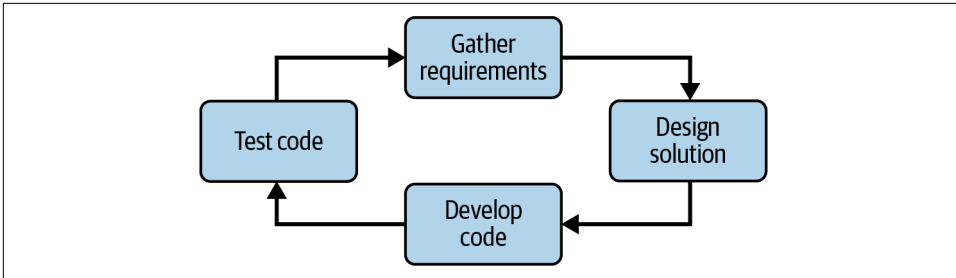 Gather
requirements
Design
solution
Develop
code
Test code